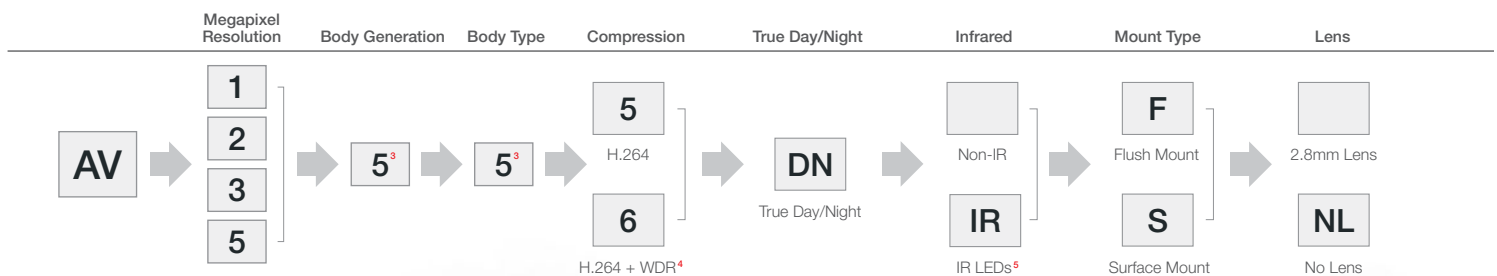 Megapixel
Resolution
Body Generation
Body Type
Compression
True Day/Night
Infrared
Mount Type
Lens
AV
1
2
3
5
5³
5³
5
H.264
6
H.264 + WDR⁴
DN
True Day/Night
Non-IR
IR
IR LEDs⁵
F
Flush Mount
S
Surface Mount
2.8mm Lens
NL
No Lens